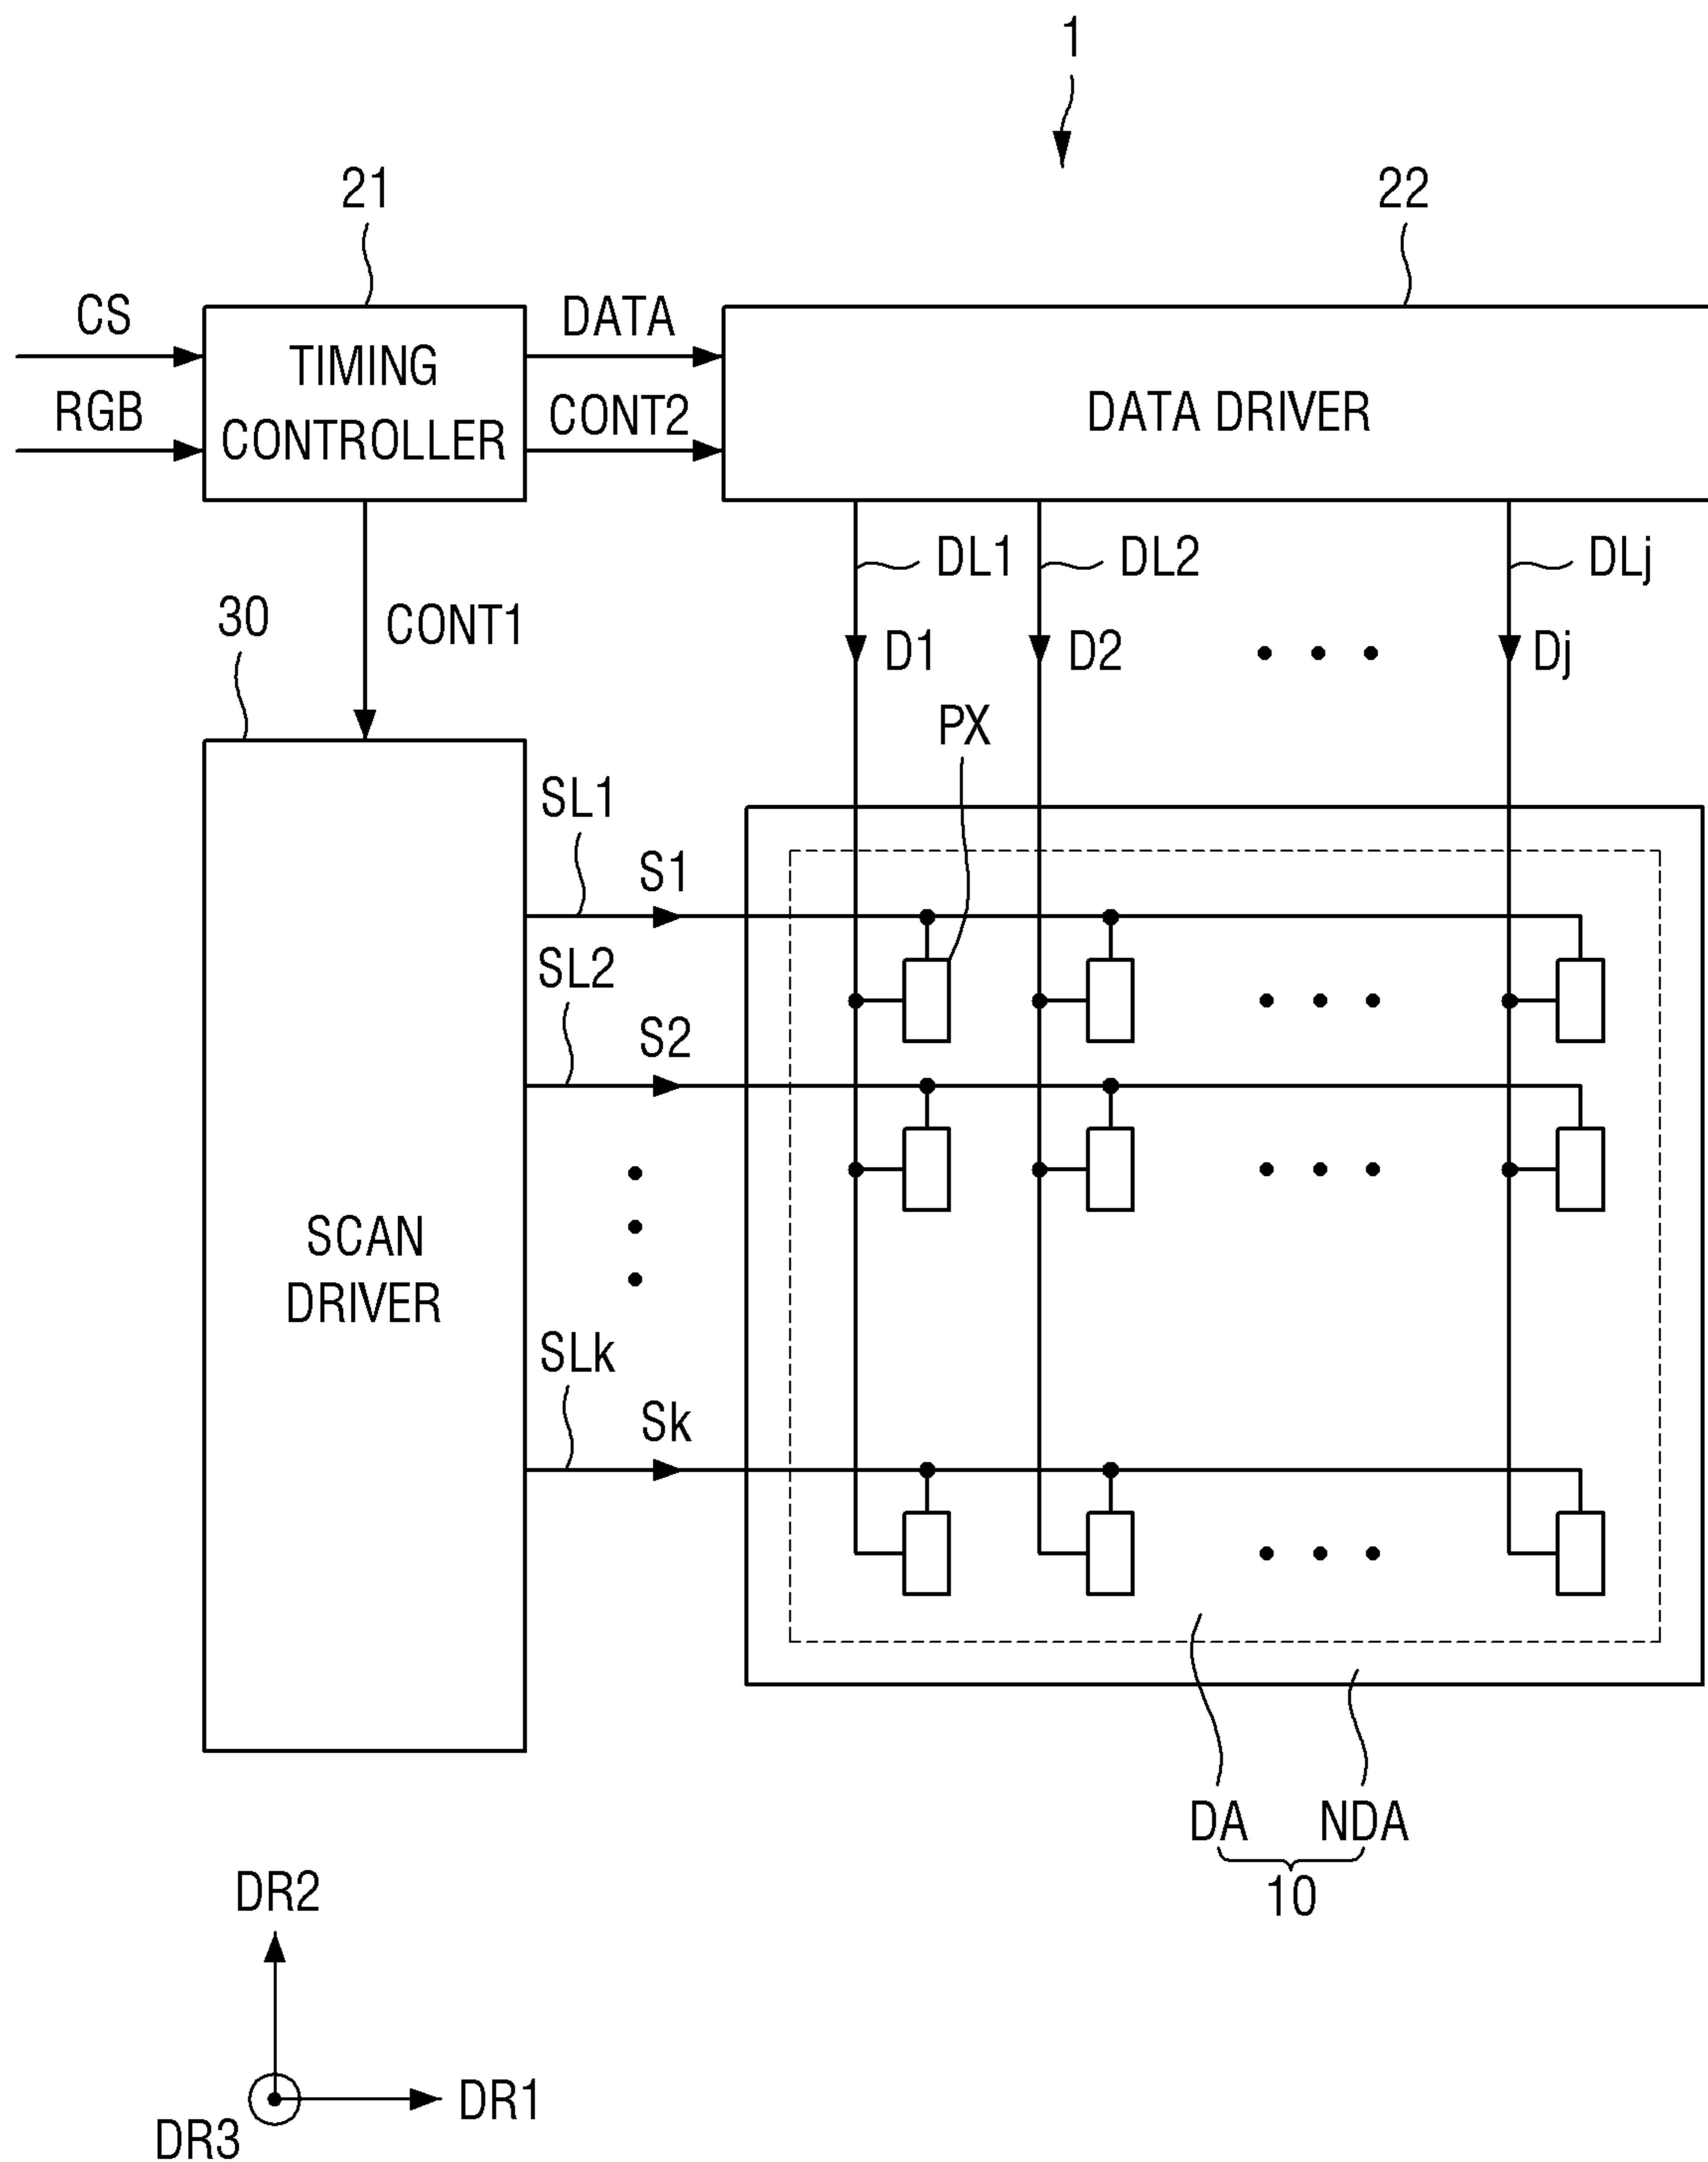 1
21
22
CS
DATA
RGB
TIMING
CONTROLLER
CONT2
DATA DRIVER
DL1
DL2
DLj
30
CONT1
D1
D2
Dj
PX
SL1
S1
SL2
S2
SCAN
DRIVER
SLk
Sk
DA
NDA
10
DR2
DR1
DR3